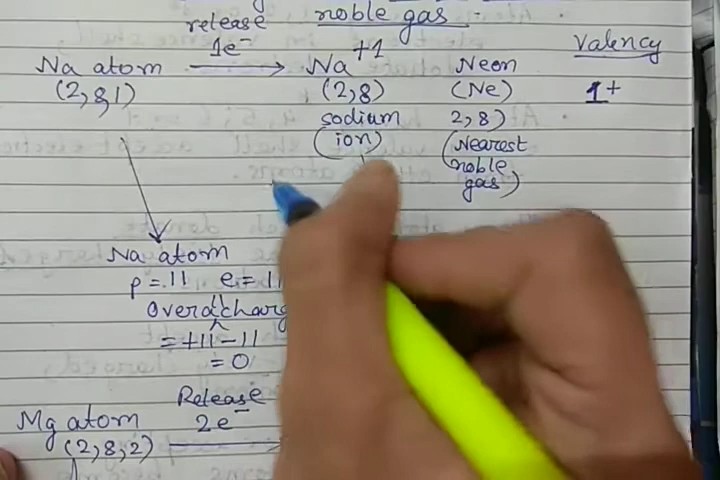 noble gas.
release
1e⁻
Na atom ⟶ Na⁺¹ Neon Valency
(2,8,1) (2,8) (Ne) 1+
sodium 2,8)
(ion) (Nearest
noble
gas)
Na atom
p = 11 e = 11
Overall charg
= +11 - 11
= 0
Mg atom Release
2e⁻
(2,8,2) ⟶